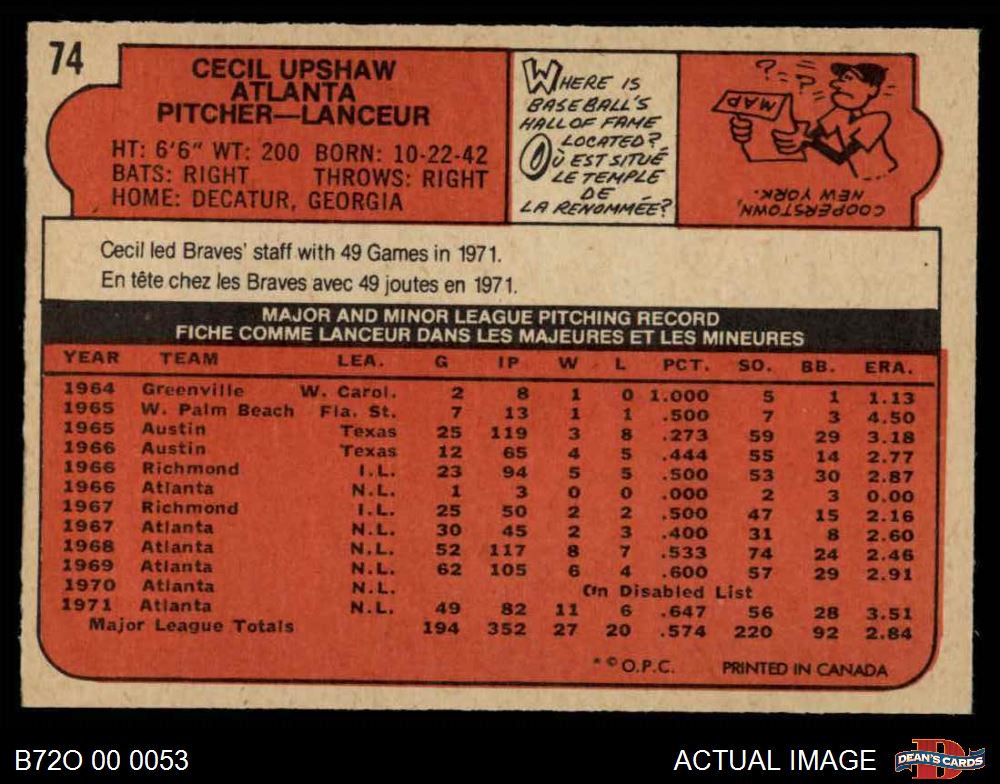 74
CECIL UPSHAW
ATLANTA
PITCHER—LANCEUR
HT: 6'6" WT: 200 BORN: 10-22-42
BATS: RIGHT THROWS: RIGHT
HOME: DECATUR, GEORGIA
WHERE IS
BASEBALL'S
HALL OF FAME
LOCATED?
OÙ EST SITUÉ
LE TEMPLE
DE
LA RENOMMÉE?
? ? ?
MAP
COOPERSTOWN,
NEW YORK.
Cecil led Braves' staff with 49 Games in 1971.
En tête chez les Braves avec 49 joutes en 1971.
MAJOR AND MINOR LEAGUE PITCHING RECORD
FICHE COMME LANCEUR DANS LES MAJEURES ET LES MINEURES
YEAR TEAM LEA. G IP W L PCT. SO. BB. ERA.
1964 Greenville W. Carol. 2 8 1 0 1.000 5 1 1.13
1965 W. Palm Beach Fla. St. 7 13 1 1 .500 7 3 4.50
1965 Austin Texas 25 119 3 8 .273 59 29 3.18
1966 Austin Texas 12 65 4 5 .444 55 14 2.77
1966 Richmond I.L. 23 94 5 5 .500 53 30 2.87
1966 Atlanta N.L. 1 3 0 0 .000 2 3 0.00
1967 Richmond I.L. 25 50 2 2 .500 47 15 2.16
1967 Atlanta N.L. 30 45 2 3 .400 31 8 2.60
1968 Atlanta N.L. 52 117 8 7 .533 74 24 2.46
1969 Atlanta N.L. 62 105 6 4 .600 57 29 2.91
1970 Atlanta N.L. On Disabled List
1971 Atlanta N.L. 49 82 11 6 .647 56 28 3.51
Major League Totals 194 352 27 20 .574 220 92 2.84
* © O.P.C. PRINTED IN CANADA
B72O 00 0053
ACTUAL IMAGE
D
DEAN'S CARDS